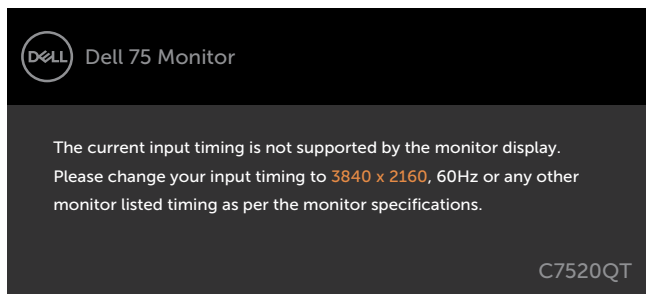 DELL Dell 75 Monitor
The current input timing is not supported by the monitor display.
Please change your input timing to 3840 x 2160, 60Hz or any other
monitor listed timing as per the monitor specifications.
C7520QT